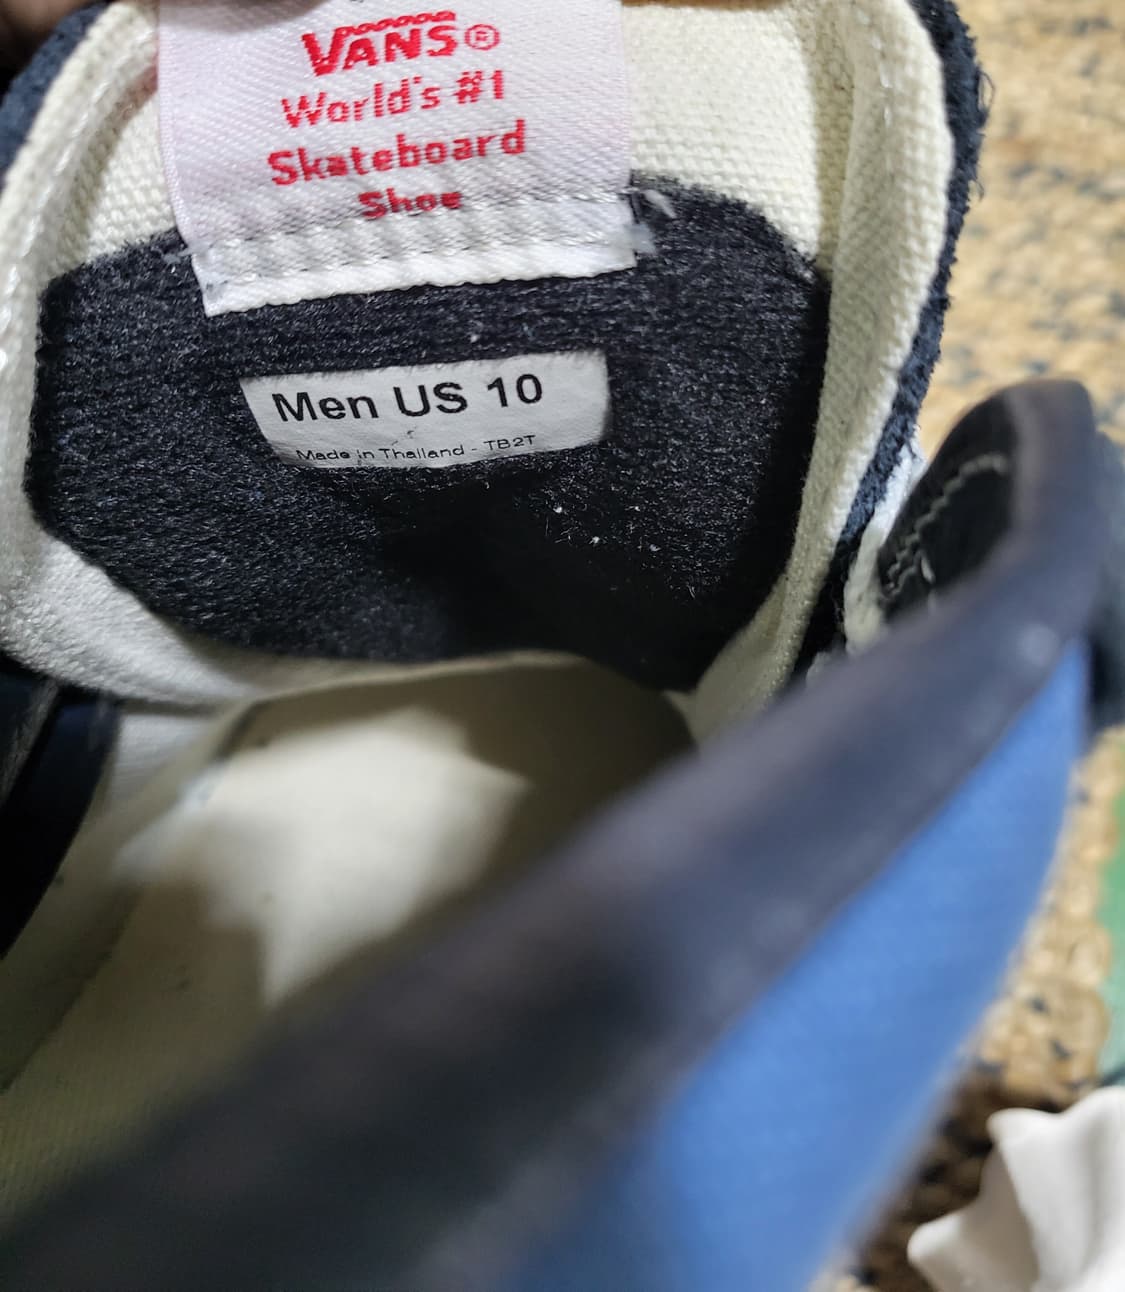 VANS®
World's #1
Skateboard
Shoe
Men US 10
Made in Thailand - TB2T